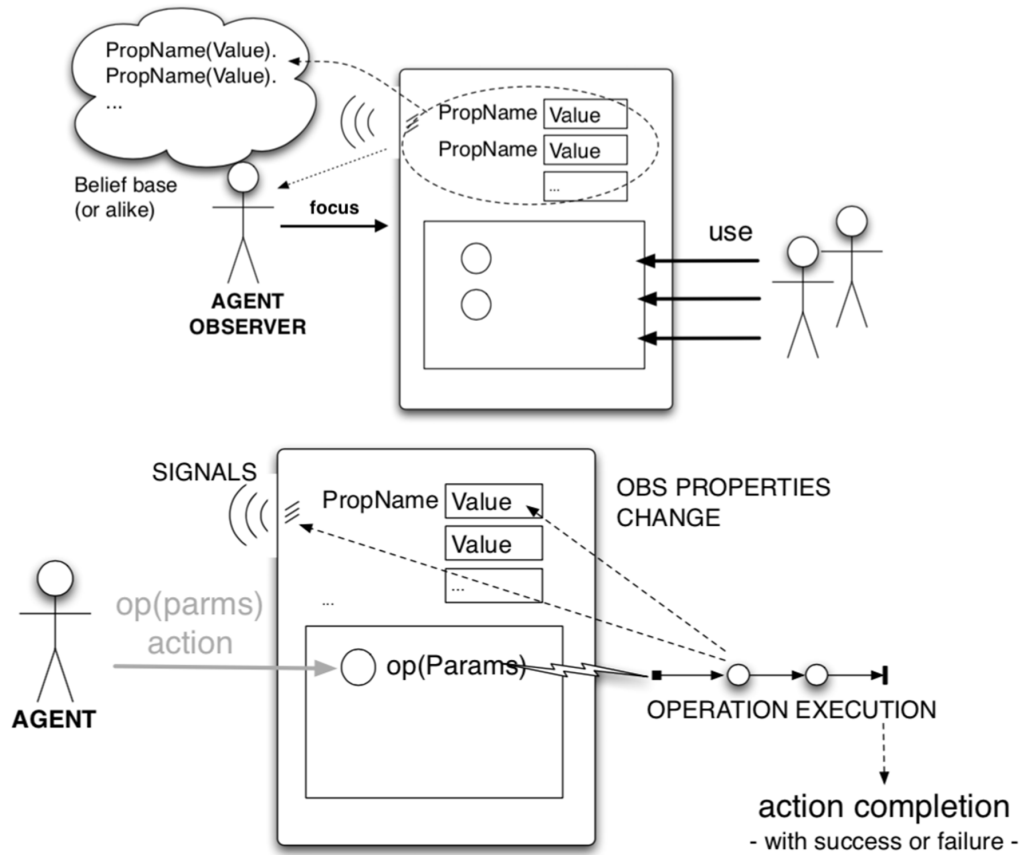 PropName(Value).
PropName(Value).
...
Belief base
(or alike)
focus
AGENT
OBSERVER
PropName Value
PropName Value
...
use
SIGNALS
PropName Value
Value
...
...
OBS PROPERTIES
CHANGE
op(parms)
action
AGENT
op(Params)
OPERATION EXECUTION
action completion
- with success or failure -